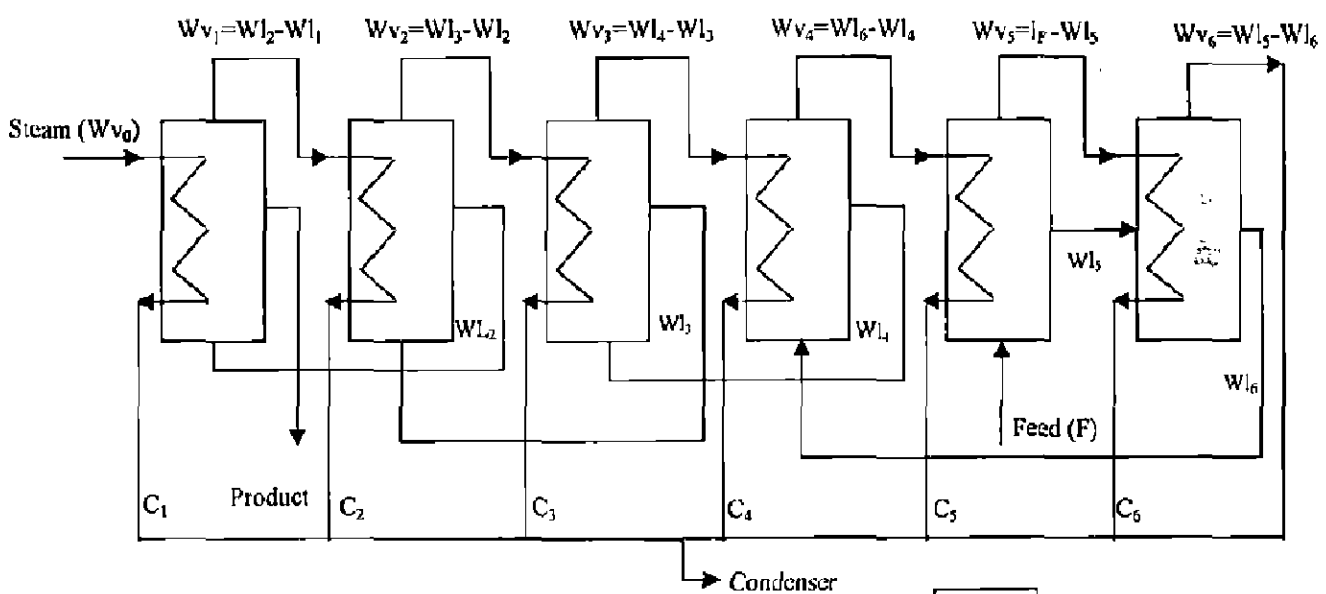 Wv₁=Wl₂-Wl₁ Wv₂=Wl₃-Wl₂ Wv₃=Wl₄-Wl₃ Wv₄=Wl₆-Wl₄ Wv₅=l_F-Wl₅ Wv₆=Wl₅-Wl₆
Steam (Wv₀)
Wl₅
WL₂ Wl₃ Wl₄
Wl₆
Feed (F)
Product
C₁ C₂ C₃ C₄ C₅ C₆
Condenser